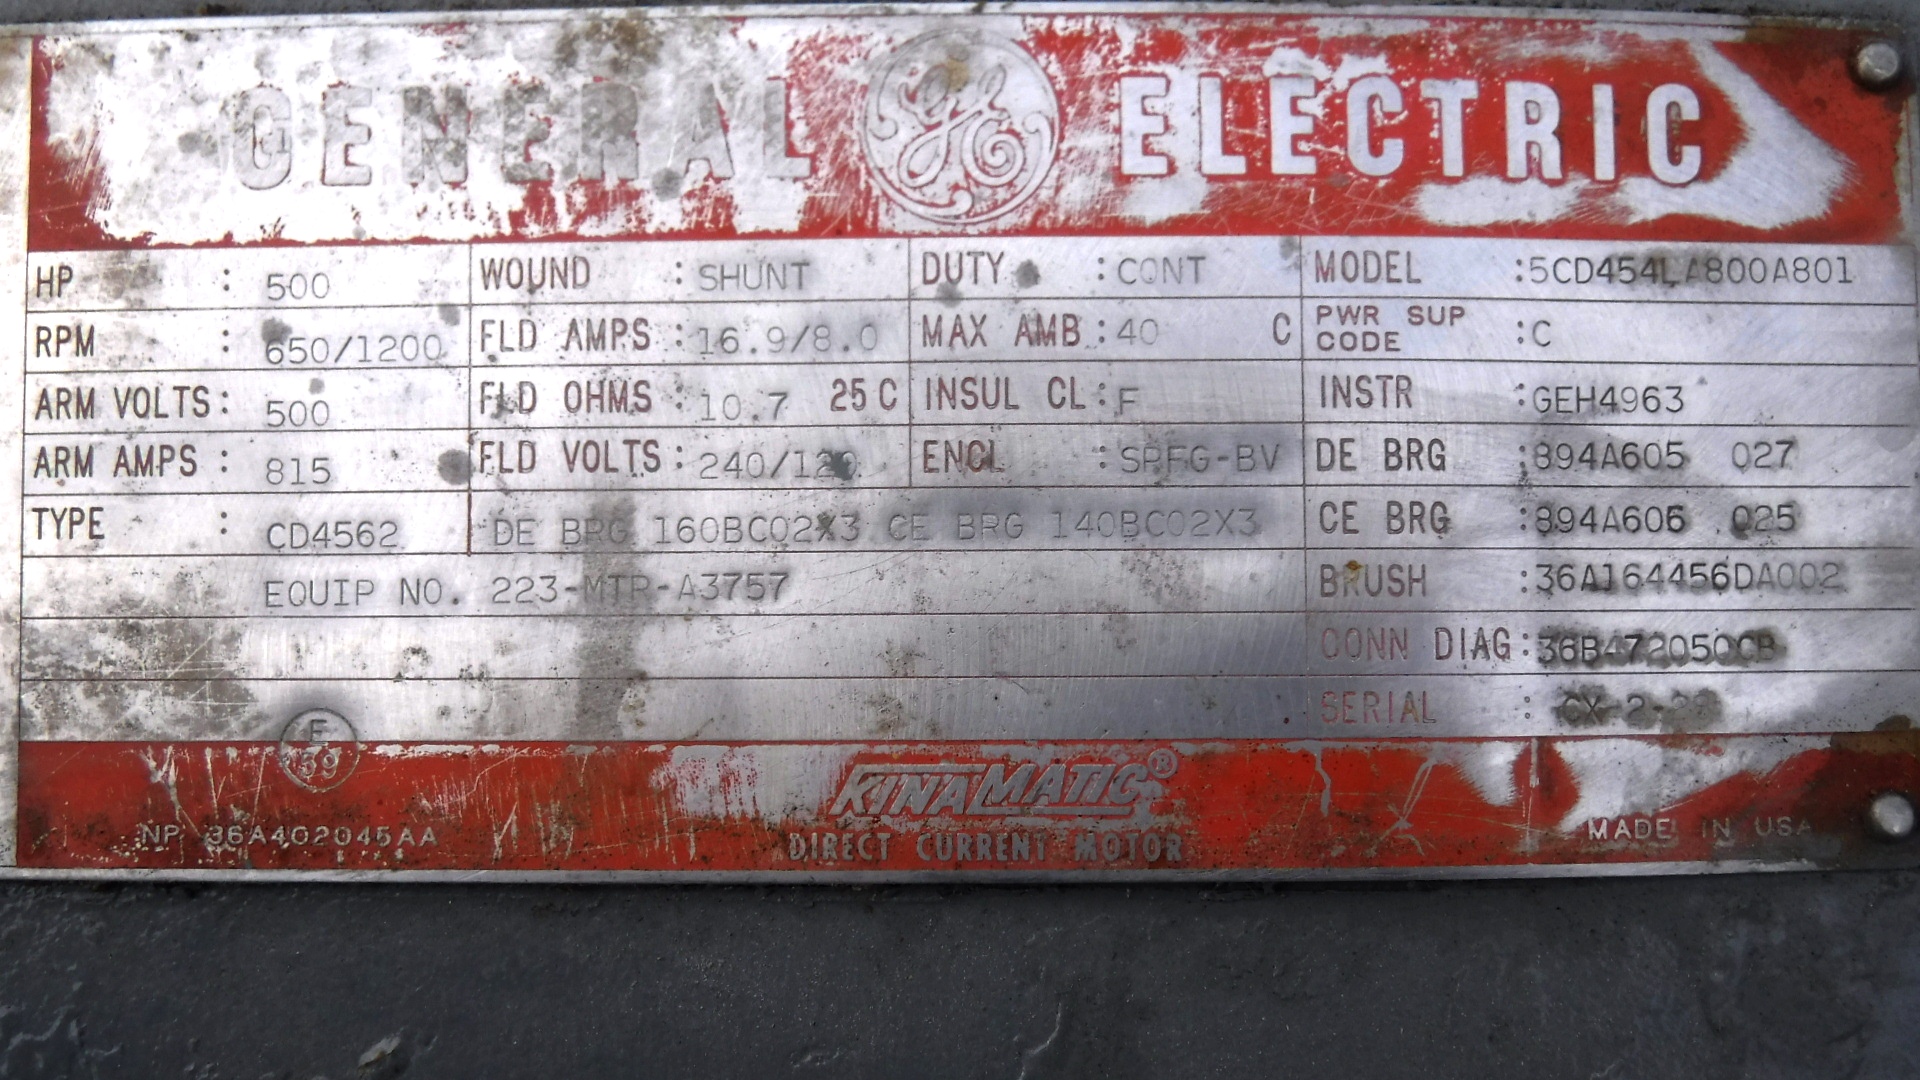 GENERAL GE ELECTRIC
HP : 500 WOUND : SHUNT DUTY : CONT MODEL :5CD454LA800A801
RPM : 650/1200 FLD AMPS : 16.9/8.0 MAX AMB : 40 C PWR SUP CODE : C
ARM VOLTS : 500 FLD OHMS : 10.7 25 C INSUL CL : F INSTR : GEH4963
ARM AMPS : 815 FLD VOLTS : 240/120 ENCL : SPFG-BV DE BRG :894A605 027
TYPE : CD4562 DE BRG 160BC02X3 CE BRG 140BC02X3 CE BRG :894A606 025
EQUIP NO. 223-MTR-A3757 BRUSH :36A164456DA002
CONN DIAG :36B472050CB
SERIAL :
F
39
KINAMATIC®
NP 36A402045AA DIRECT CURRENT MOTOR MADE IN USA